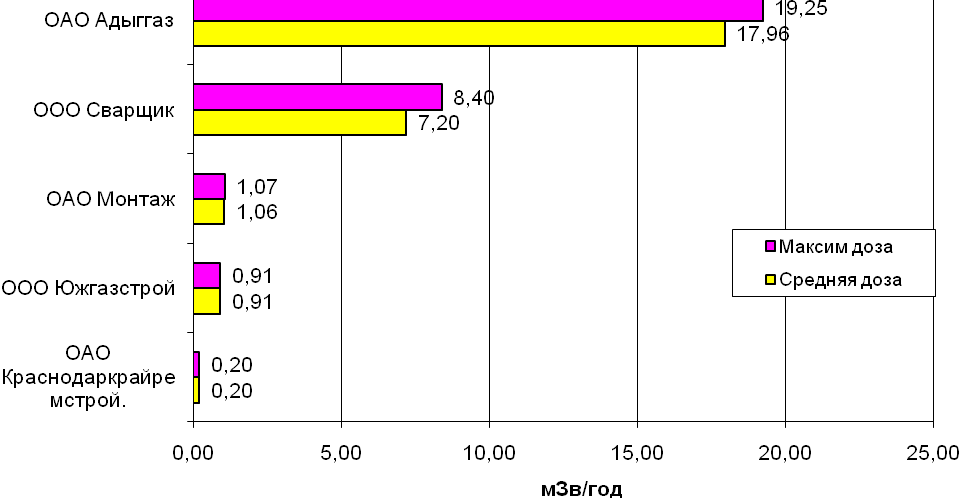 ОАО Адыггаз
19,25
17,96
ООО Сварщик
8,40
7,20
ОАО Монтаж
1,07
1,06
Максим доза
Средняя доза
ООО Южгазстрой
0,91
0,91
ОАО
Краснодаркрайре
мстрой.
0,20
0,20
0,00 5,00 10,00 15,00 20,00 25,00
мЗв/год